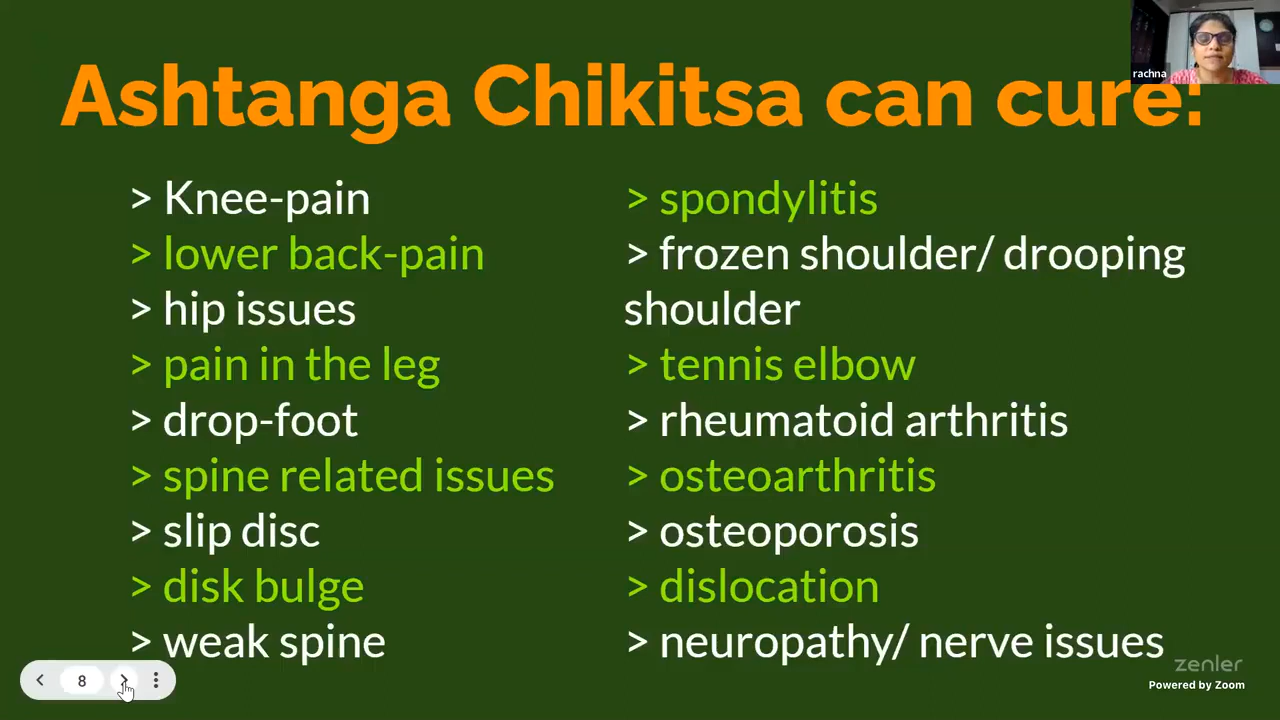 Ashtanga Chikitsa can cure:
rachna
> Knee-pain
> lower back-pain
> hip issues
> pain in the leg
> drop-foot
> spine related issues
> slip disc
> disk bulge
> weak spine
> spondylitis
> frozen shoulder/ drooping
shoulder
> tennis elbow
> rheumatoid arthritis
> osteoarthritis
> osteoporosis
> dislocation
> neuropathy/ nerve issues
8
zenler
Powered by Zoom